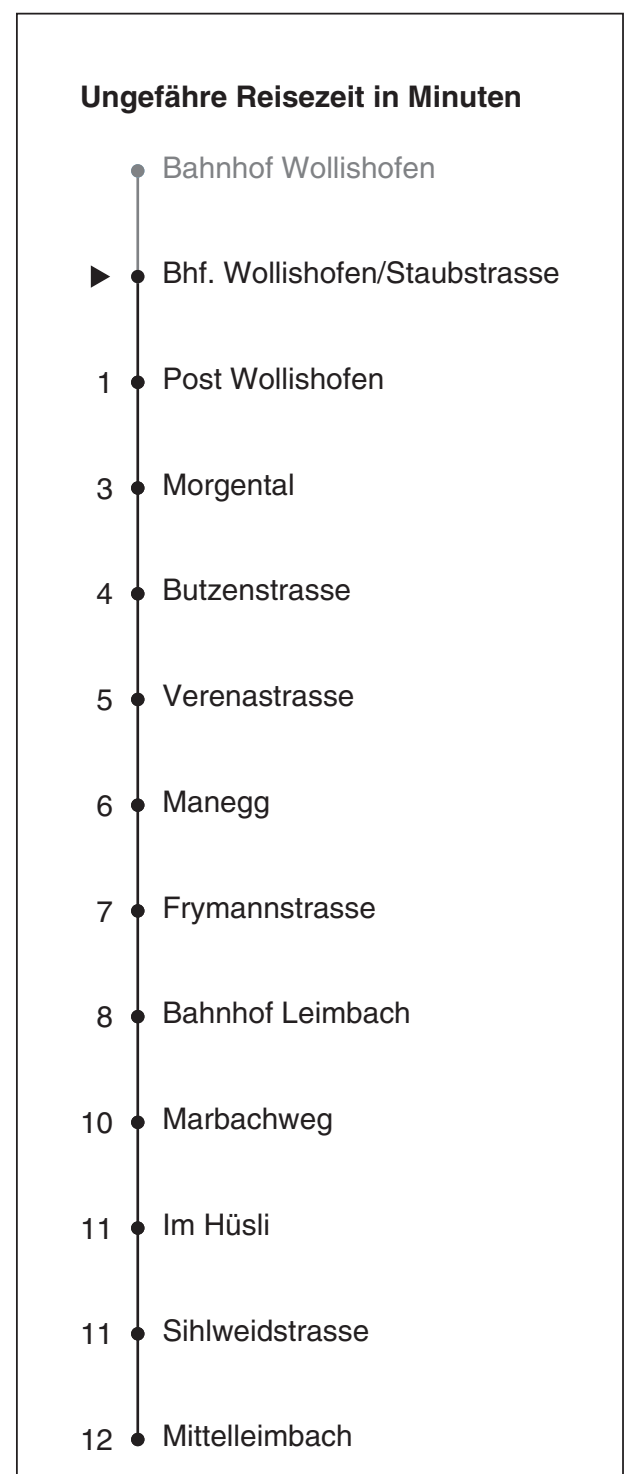 Ungefähre Reisezeit in Minuten
Bahnhof Wollishofen
Bhf. Wollishofen/Staubstrasse
1 Post Wollishofen
3 Morgental
4 Butzenstrasse
5 Verenastrasse
6 Manegg
7 Frymannstrasse
8 Bahnhof Leimbach
10 Marbachweg
11 Im Hüsli
11 Sihlweidstrasse
12 Mittelleimbach